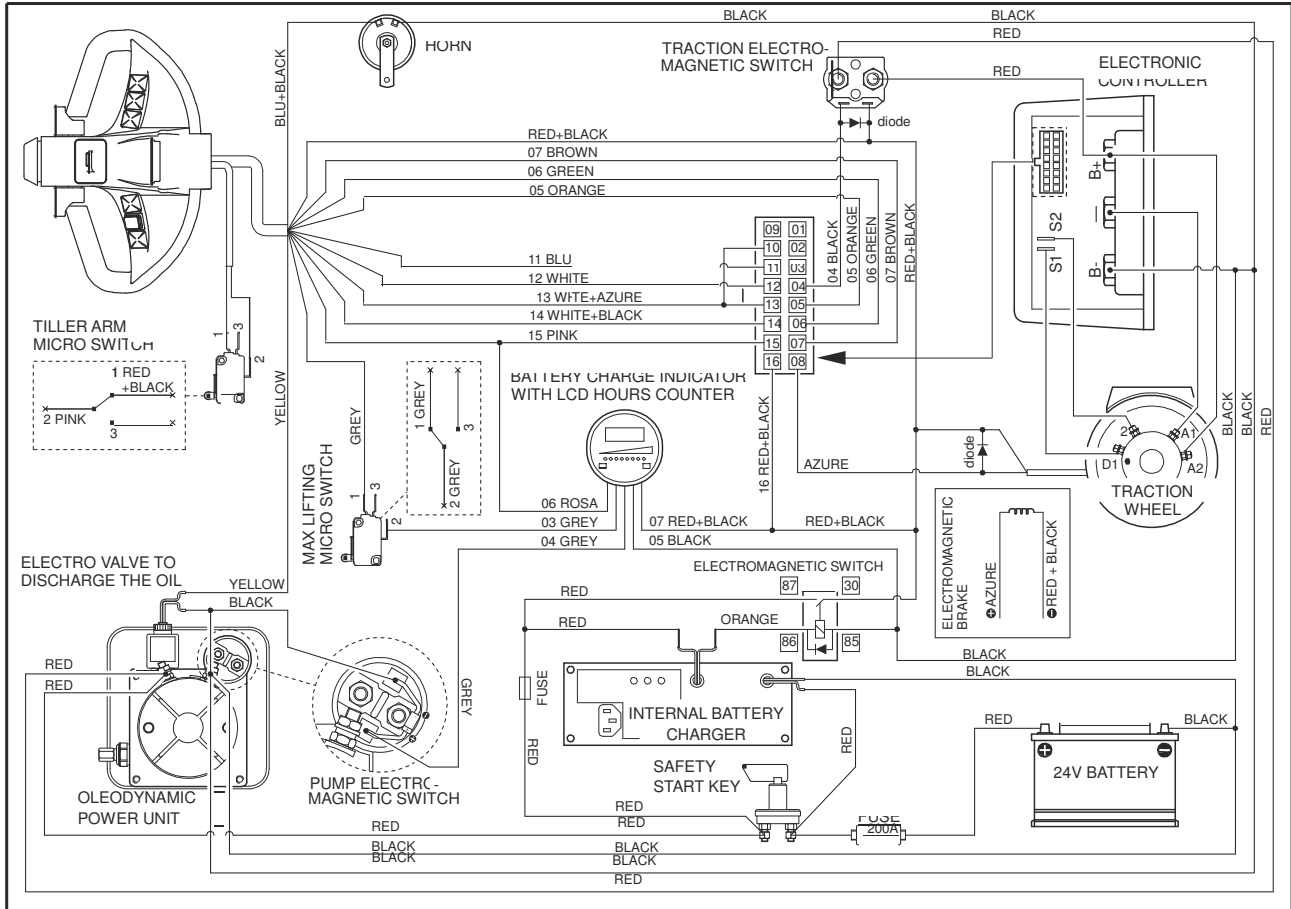 BLACK
BLACK
RED
HORN
TRACTION ELECTRO-
MAGNETIC SWITCH
RED
ELECTRONIC
CONTROLLER
BLU+BLACK
diode
RED+BLACK
07 BROWN
06 GREEN
05 ORANGE
B+
S2
S1
B-
09 01
10 02
11 03
12 04
13 05
14 06
15 07
16 08
04 BLACK
05 ORANGE
06 GREEN
07 BROWN
RED+BLACK
11 BLU
12 WHITE
13 WITE+AZURE
14 WHITE+BLACK
15 PINK
TILLER ARM
MICRO SWITCH
1 RED
+BLACK
2 PINK
3
1
3
2
YELLOW
GREY
1 GREY
3
2 GREY
BATTERY CHARGE INDICATOR
WITH LCD HOURS COUNTER
16 RED+BLACK
AZURE
diode
BLACK
BLACK
RED
2
A1
D1
A2
TRACTION
WHEEL
MAX LIFTING
MICRO SWITCH
1
3
2
06 ROSA
03 GREY
04 GREY
07 RED+BLACK
RED+BLACK
05 BLACK
ELECTROMAGNETIC
BRAKE
+ AZURE
RED + BLACK
ELECTRO VALVE TO
DISCHARGE THE OIL
YELLOW
BLACK
ELECTROMAGNETIC SWITCH
87
30
RED
RED
ORANGE
86
85
BLACK
BLACK
RED
RED
GREY
FUSE
RED
INTERNAL BATTERY
CHARGER
RED
RED
BLACK
24V BATTERY
SAFETY
START KEY
PUMP ELECTRO-
MAGNETIC SWITCH
OLEODYNAMIC
POWER UNIT
RED
RED
RED
FUSE
200A
BLACK
BLACK
BLACK
BLACK
RED